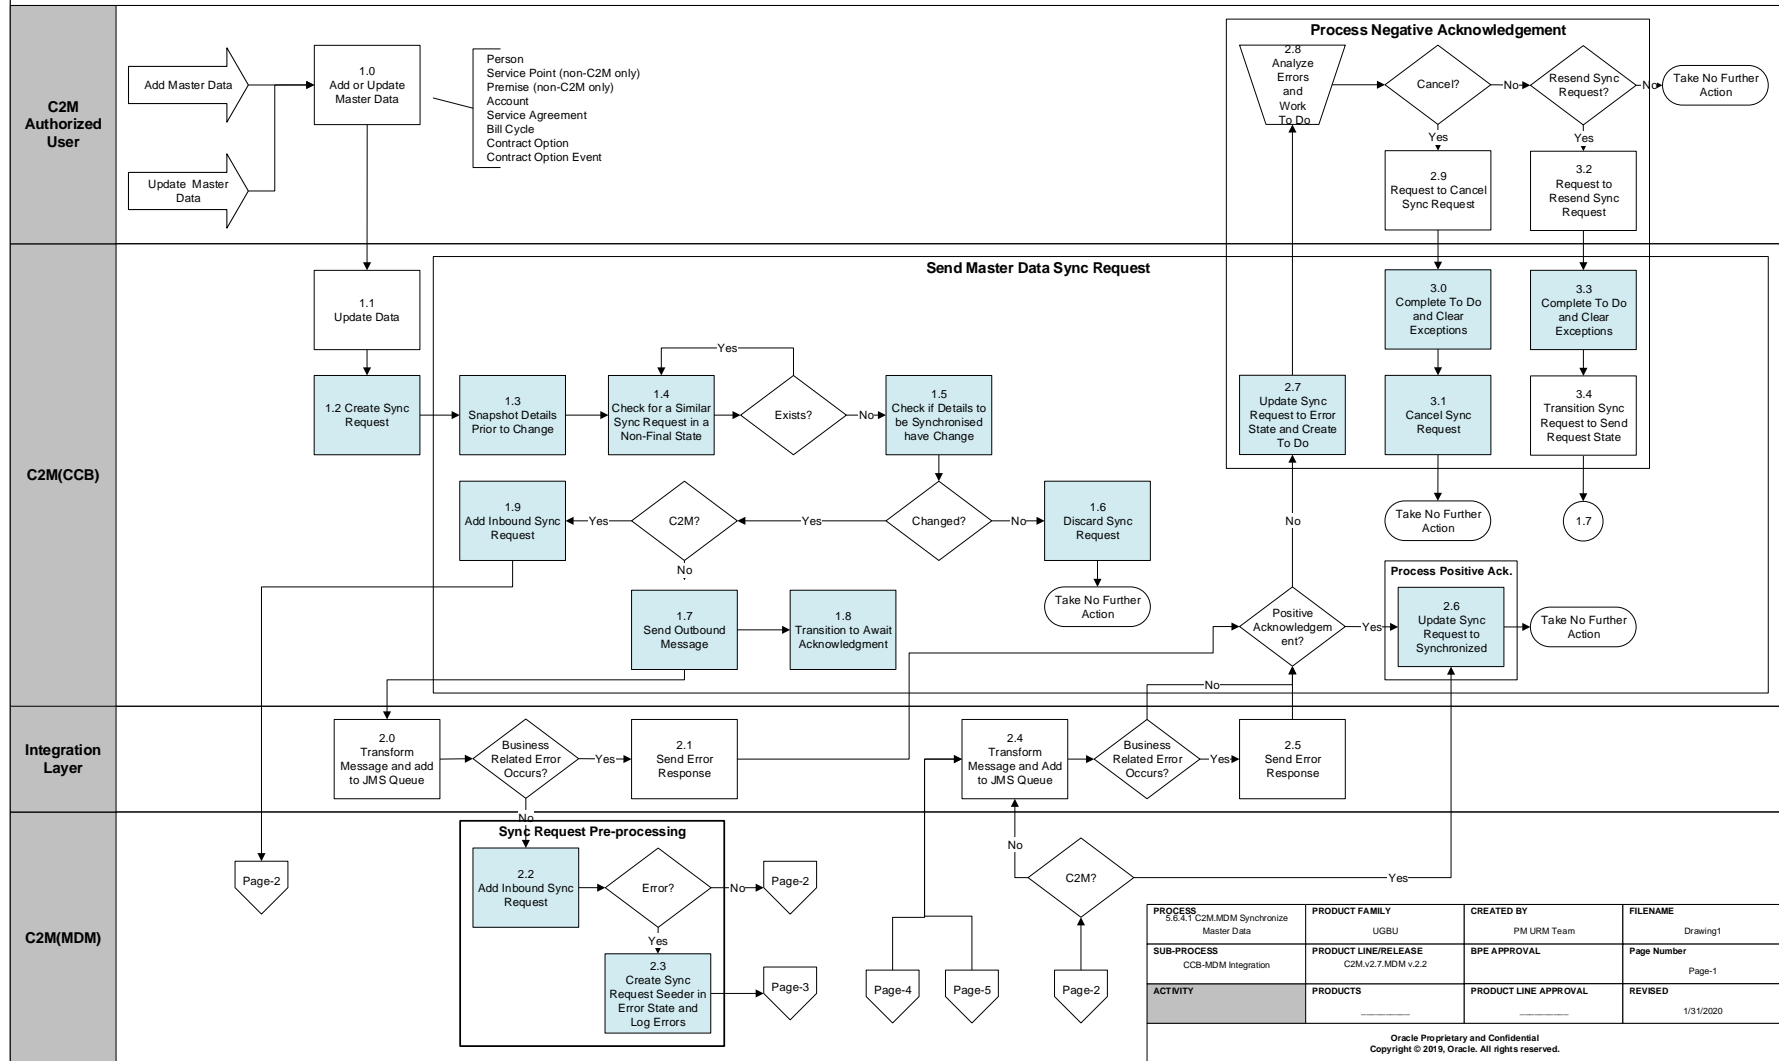 C2M
Authorized
User
Add Master Data
Update Master
Data
1.0
Add or Update
Master Data
Person
Service Point (non-C2M only)
Premise (non-C2M only)
Account
Service Agreement
Bill Cycle
Contract Option
Contract Option Event
Process Negative Acknowledgement
2.8
Analyze
Errors
and
Work
To Do
Cancel?
No
Resend Sync
Request?
No
Take No Further
Action
Yes
Yes
2.9
Request to Cancel
Sync Request
3.2
Request to
Resend Sync
Request
C2M(CCB)
Send Master Data Sync Request
1.1
Update Data
1.2 Create Sync
Request
1.3
Snapshot Details
Prior to Change
Yes
1.4
Check for a Similar
Sync Request in a
Non-Final State
Exists?
No
1.5
Check if Details to
be Synchronised
have Change
2.7
Update Sync
Request to Error
State and Create
To Do
3.0
Complete To Do
and Clear
Exceptions
3.3
Complete To Do
and Clear
Exceptions
3.1
Cancel Sync
Request
3.4
Transition Sync
Request to Send
Request State
1.9
Add Inbound Sync
Request
Yes
C2M?
Yes
Changed?
No
1.6
Discard Sync
Request
No
Take No Further
Action
1.7
No
Take No Further
Action
1.7
Send Outbound
Message
1.8
Transition to Await
Acknowledgment
Positive
Acknowledgem
ent?
Yes
Process Positive Ack.
2.6
Update Sync
Request to
Synchronized
Take No Further
Action
No
Integration
Layer
2.0
Transform
Message and add
to JMS Queue
Business
Related Error
Occurs?
Yes
2.1
Send Error
Response
2.4
Transform
Message and Add
to JMS Queue
Business
Related Error
Occurs?
Yes
2.5
Send Error
Response
No
C2M(MDM)
Sync Request Pre-processing
Page-2
2.2
Add Inbound Sync
Request
Error?
No
Page-2
Yes
2.3
Create Sync
Request Seeder in
Error State and
Log Errors
Page-3
No
C2M?
Yes
Page-4
Page-5
Page-2
PROCESS
5.6.4.1 C2M.MDM Synchronize
Master Data
PRODUCT FAMILY
UGBU
CREATED BY
PM URM Team
FILENAME
Drawing1
SUB-PROCESS
CCB-MDM Integration
PRODUCT LINE/RELEASE
C2M.v2.7.MDM v.2.2
BPE APPROVAL
Page Number
Page-1
ACTIVITY
PRODUCTS
PRODUCT LINE APPROVAL
REVISED
1/31/2020
Oracle Proprietary and Confidential
Copyright © 2019, Oracle. All rights reserved.